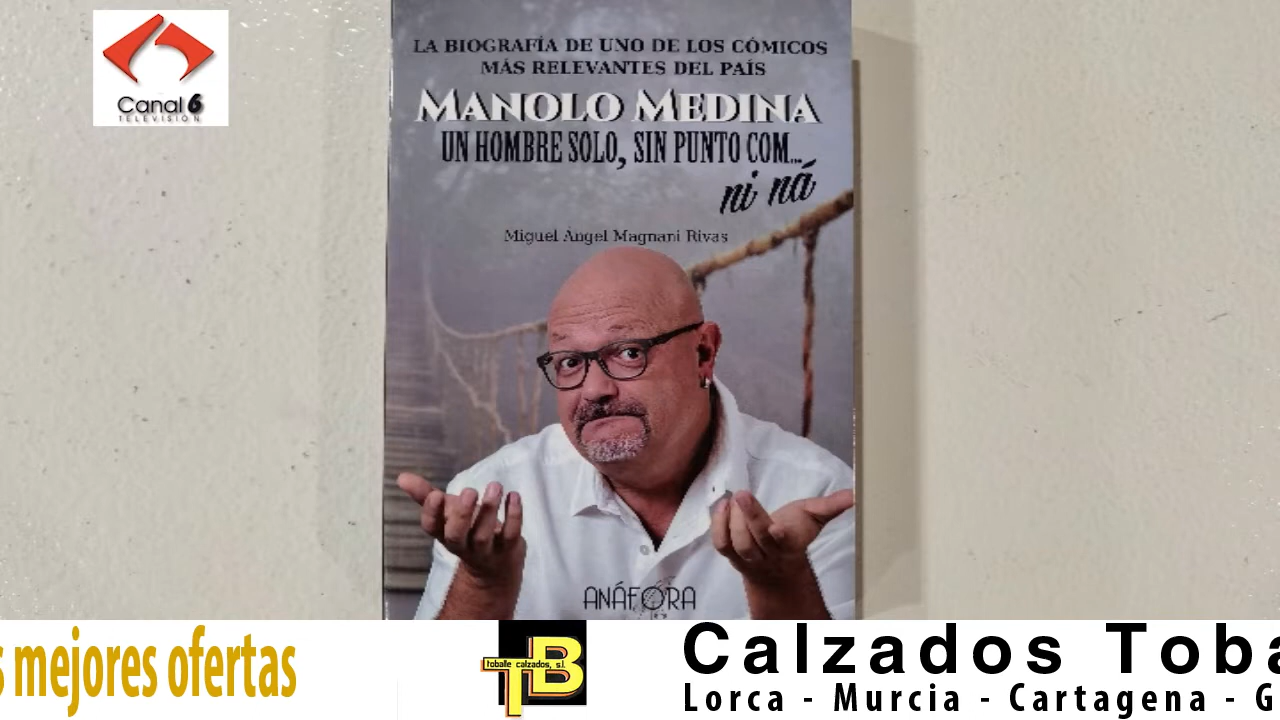 Canal 6
TELEVISIÓN
LA BIOGRAFÍA DE UNO DE LOS CÓMICOS
MÁS RELEVANTES DEL PAÍS
MANOLO MEDINA
UN HOMBRE SOLO, SIN PUNTO COM...
ni ná
Miguel Ángel Magnani Rivas
ANÁFORA
s mejores ofertas
toballe calzados, s.l.
TB
Calzados Toba
Lorca - Murcia - Cartagena - G